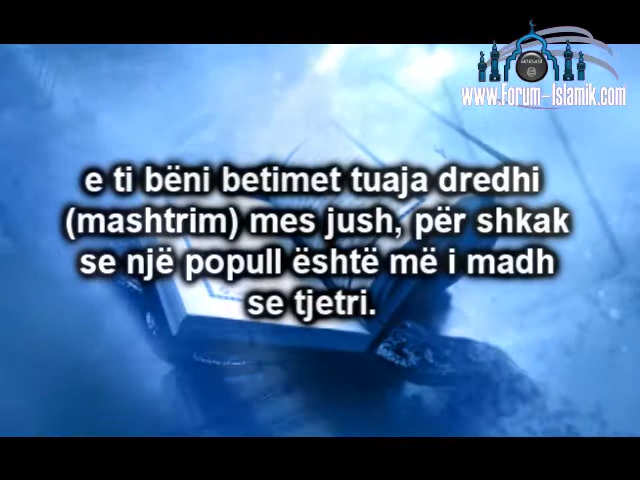 www.Forum-Islamik.com
e ti bëni betimet tuaja dredhi
(mashtrim) mes jush, për shkak
se një popull është më i madh
se tjetri.